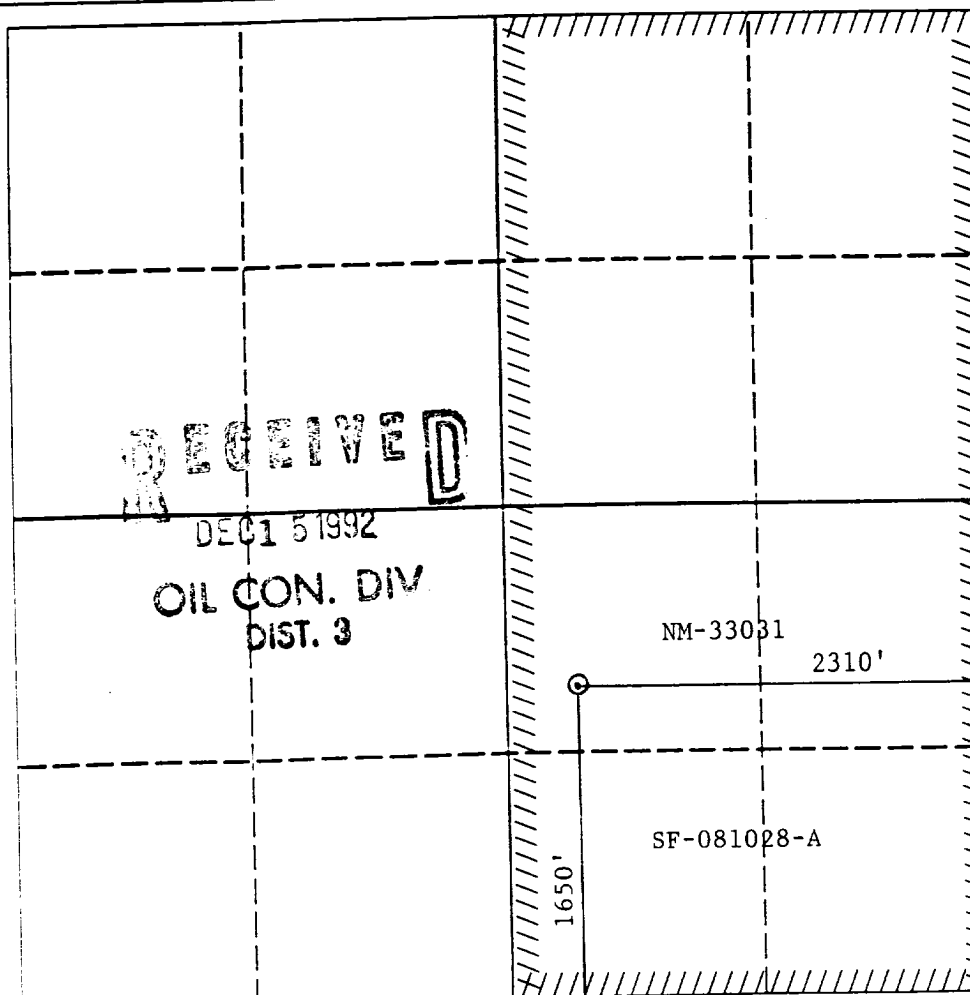 RECEIVED
DEC 1 5 1992
OIL CON. DIV
DIST. 3
NM-33031
2310'
SF-081028-A
1650'